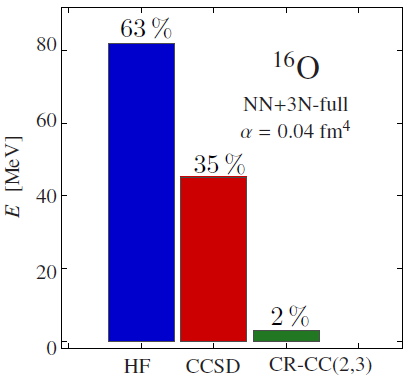 63 %
80
¹⁶O
NN+3N-full
α = 0.04 fm⁴
60
35 %
E [MeV]
40
20
2 %
0
HF CCSD CR-CC(2,3)